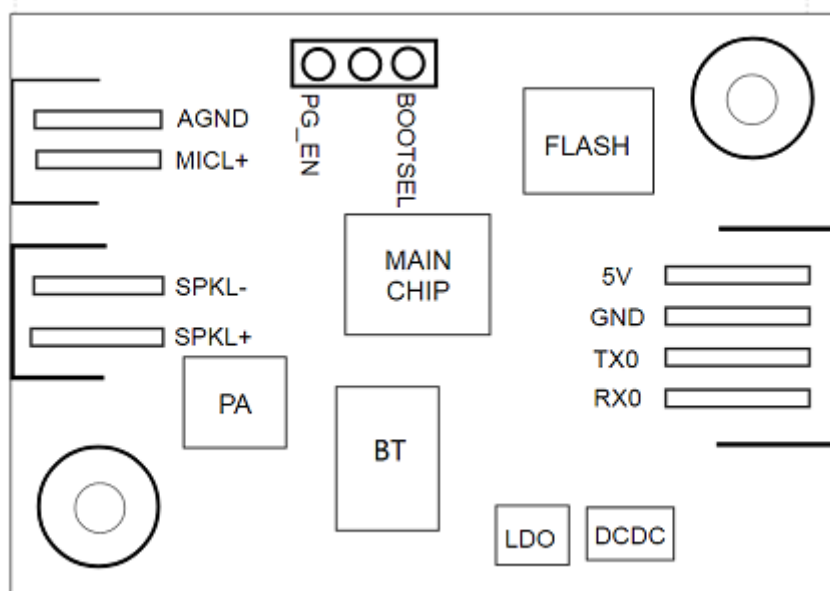 PG_EN
BOOTSEL
AGND
MICL+
FLASH
MAIN
CHIP
SPKL-
SPKL+
5V
GND
TX0
RX0
PA
BT
LDO
DCDC